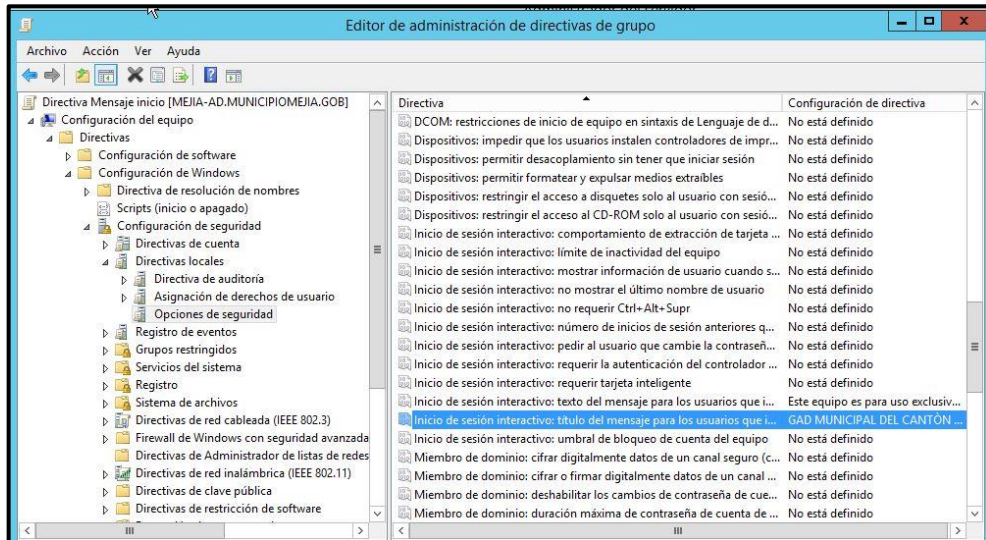 Editor de administración de directivas de grupo
Archivo Acción Ver Ayuda
Directiva Mensaje inicio [MEJIA-AD.MUNICIPIOMEJIA.GOB]
Configuración del equipo
Directivas
Configuración de software
Configuración de Windows
Directiva de resolución de nombres
Scripts (inicio o apagado)
Configuración de seguridad
Directivas de cuenta
Directivas locales
Directiva de auditoría
Asignación de derechos de usuario
Opciones de seguridad
Registro de eventos
Grupos restringidos
Servicios del sistema
Registro
Sistema de archivos
Directivas de red cableada (IEEE 802.3)
Firewall de Windows con seguridad avanzada
Directivas de Administrador de listas de redes
Directivas de red inalámbrica (IEEE 802.11)
Directivas de clave pública
Directivas de restricción de software
Directiva Configuración de directiva
DCOM: restricciones de inicio de equipo en sintaxis de Lenguaje de d... No está definido
Dispositivos: impedir que los usuarios instalen controladores de impr... No está definido
Dispositivos: permitir desacoplamiento sin tener que iniciar sesión No está definido
Dispositivos: permitir formatear y expulsar medios extraíbles No está definido
Dispositivos: restringir el acceso a disquetes solo al usuario con sesió... No está definido
Dispositivos: restringir el acceso al CD-ROM solo al usuario con sesió... No está definido
Inicio de sesión interactivo: comportamiento de extracción de tarjeta ... No está definido
Inicio de sesión interactivo: límite de inactividad del equipo No está definido
Inicio de sesión interactivo: mostrar información de usuario cuando s... No está definido
Inicio de sesión interactivo: no mostrar el último nombre de usuario No está definido
Inicio de sesión interactivo: no requerir Ctrl+Alt+Supr No está definido
Inicio de sesión interactivo: número de inicios de sesión anteriores q... No está definido
Inicio de sesión interactivo: pedir al usuario que cambie la contraseñ... No está definido
Inicio de sesión interactivo: requerir la autenticación del controlador ... No está definido
Inicio de sesión interactivo: requerir tarjeta inteligente No está definido
Inicio de sesión interactivo: texto del mensaje para los usuarios que i... Este equipo es para uso exclusiv...
Inicio de sesión interactivo: título del mensaje para los usuarios que i... GAD MUNICIPAL DEL CANTÒN ...
Inicio de sesión interactivo: umbral de bloqueo de cuenta del equipo No está definido
Miembro de dominio: cifrar digitalmente datos de un canal seguro (c... No está definido
Miembro de dominio: cifrar o firmar digitalmente datos de un canal ... No está definido
Miembro de dominio: deshabilitar los cambios de contraseña de cue... No está definido
Miembro de dominio: duración máxima de contraseña de cuenta de ... No está definido